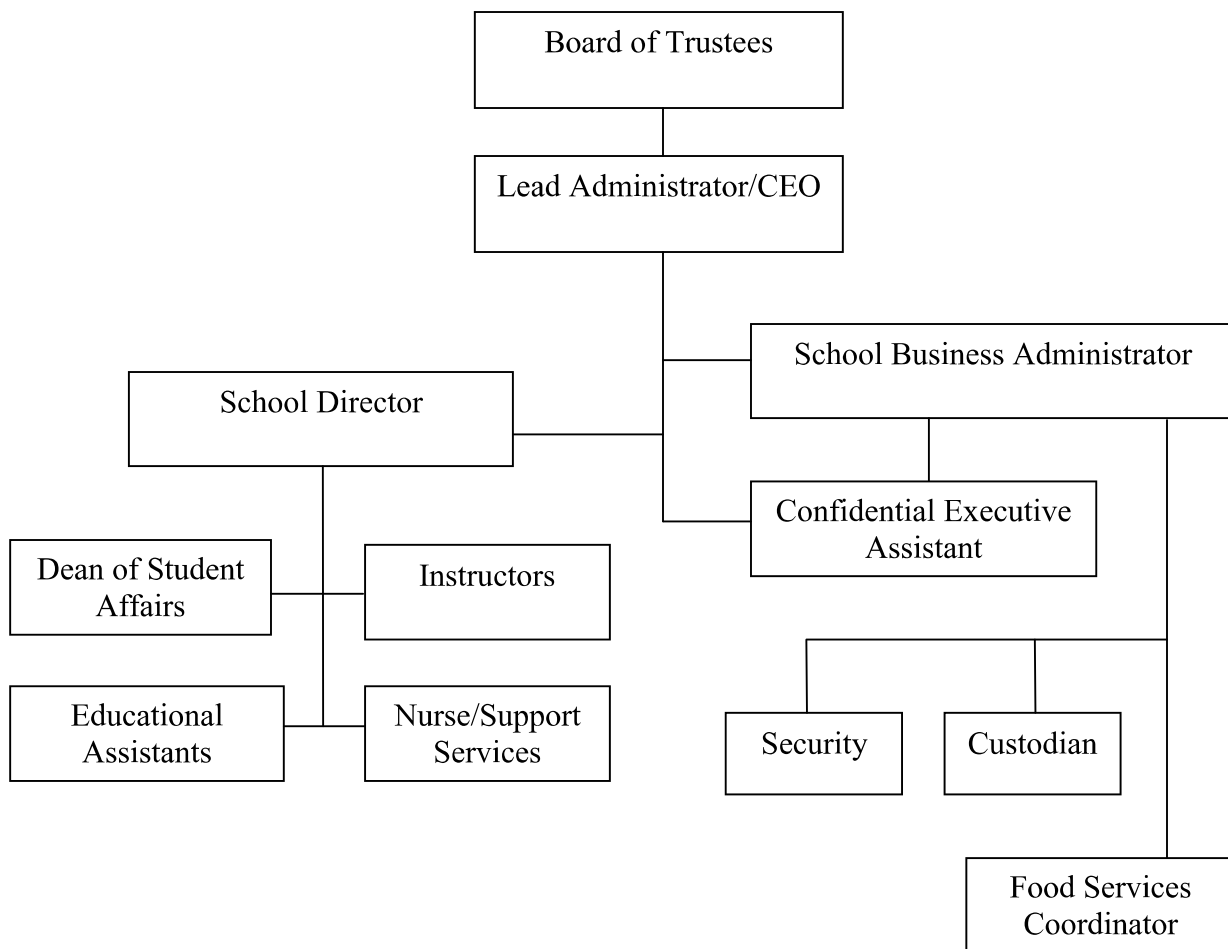 Board of Trustees
Lead Administrator/CEO
School Business Administrator
School Director
Confidential Executive
Assistant
Dean of Student
Affairs
Instructors
Educational
Assistants
Nurse/Support
Services
Security
Custodian
Food Services
Coordinator